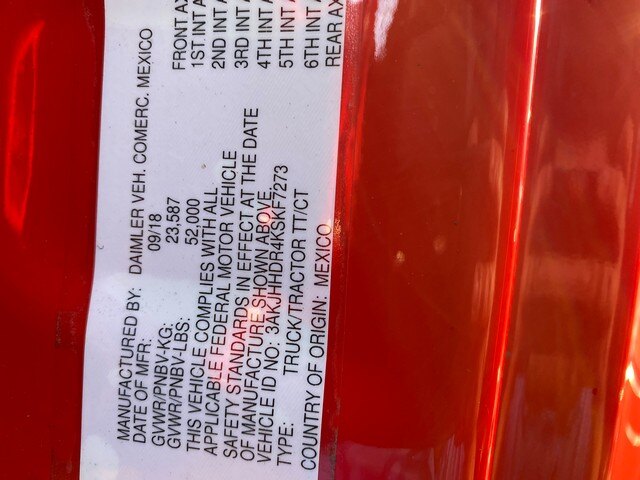 MANUFACTURED BY: DAIMLER VEH. COMERC. MEXICO
DATE OF MFR: 09/18
GVWR/PNBV-KG: 23,587
GVWR/PNBV-LBS: 52,000
THIS VEHICLE COMPLIES WITH ALL
APPLICABLE FEDERAL MOTOR VEHICLE
SAFETY STANDARDS IN EFFECT AT THE DATE
OF MANUFACTURE SHOWN ABOVE.
VEHICLE ID NO: 3AKJHHDR4KSKF7273
TYPE: TRUCK/TRACTOR TT/CT
COUNTRY OF ORIGIN: MEXICO
FRONT AX
1ST INT A
2ND INT A
3RD INT A
4TH INT A
5TH INT A
6TH INT A
REAR AX